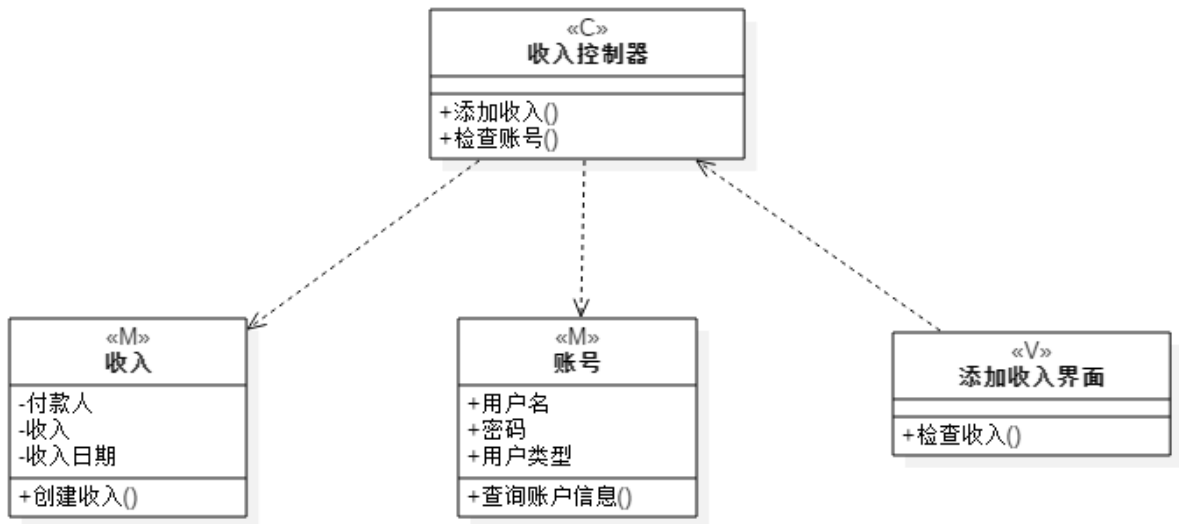 «C»
收入控制器
+添加收入()
+检查账号()
«M»
收入
-付款人
-收入
-收入日期
+创建收入()
«M»
账号
+用户名
+密码
+用户类型
+查询账户信息()
«V»
添加收入界面
+检查收入()